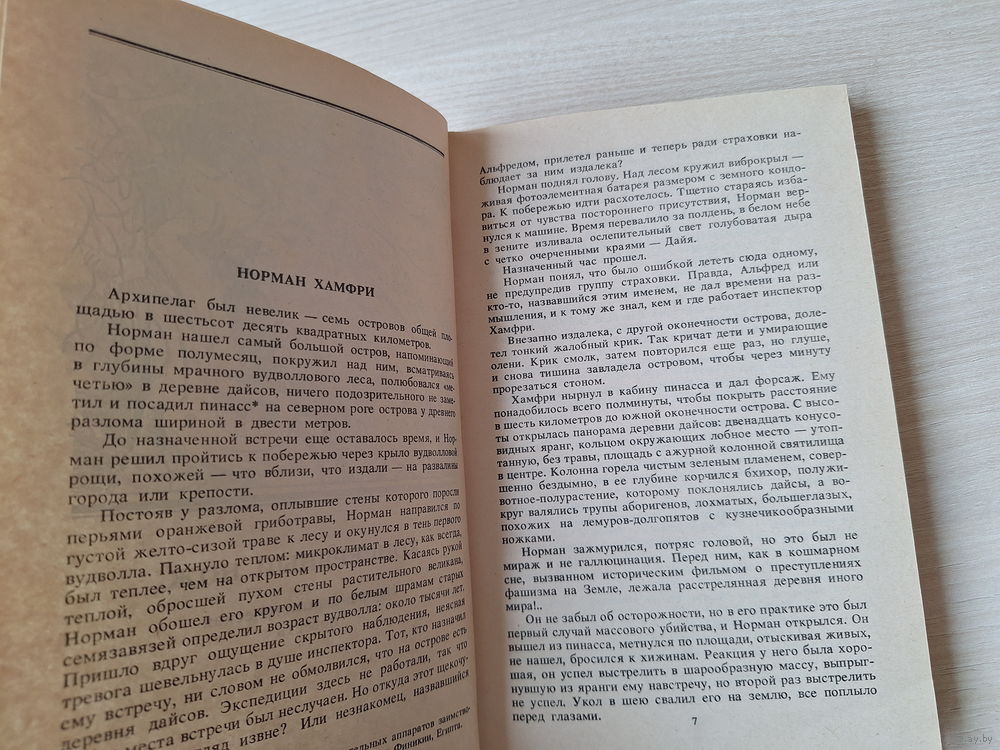 НОРМАН ХАМФРИ
Архипелаг был невелик — семь островов общей пло-
щадью в шестьсот десять квадратных километров.
Норман нашел самый большой остров, напоминающий
по форме полумесяц, покружил над ним, всматриваясь
в глубины мрачного вудволлового леса, полюбовался «ме-
четью» в деревне дайсов, ничего подозрительного не заме-
тил и посадил пинасс* на северном роге острова у древнего
разлома шириной в двести метров.
До назначенной встречи еще оставалось время, и Нор-
ман решил пройтись к побережью через крыло вудволловой
рощи, похожей — что вблизи, что издали — на развалины
города или крепости.
Постояв у разлома, оплывшие стены которого поросли
перьями оранжевой гриботравы, Норман направился по
густой желто-сизой траве к лесу и окунулся в тень первого
вудволла. Пахнуло теплом: микроклимат в лесу, как всегда,
был теплее, чем на открытом пространстве. Касаясь рукой
теплой, обросшей пухом стены растительного великана,
Норман обошел его кругом и по белым шрамам старых
семязавязей определил возраст вудволла: около тысячи лет.
Пришло вдруг ощущение скрытого наблюдения, неясная
тревога шевельнулась в душе инспектора. Тот, кто назначил
ему встречу, ни словом не обмолвился, что на острове есть
деревня дайсов. Экспедиции здесь не работали, так что
места встречи был неслучаен. Но откуда этот щекочу-
гляд извне? Или незнакомец, назвавшийся
тельных аппаратов заимство-
Финикии, Египта.
Альфредом, прилетел раньше и теперь ради страховки на-
блюдает за ним издалека?
Норман поднял голову. Над лесом кружил виброкрыл —
живая фотоэлементная батарея размером с земного кондо-
ра. К побережью идти расхотелось. Тщетно стараясь изба-
виться от чувства постороннего присутствия, Норман вер-
нулся к машине. Время перевалило за полдень, в белом небе
в зените изливала ослепительный свет голубоватая дыра
с четко очерченными краями — Дайя.
Назначенный час прошел.
Норман понял, что было ошибкой лететь сюда одному,
не предупредив группу страховки. Правда, Альфред или
кто-то, назвавшийся этим именем, не дал времени на раз-
мышления, и к тому же знал, кем и где работает инспектор
Хамфри.
Внезапно издалека, с другой оконечности острова, доле-
тел тонкий жалобный крик. Так кричат дети и умирающие
олени. Крик смолк, затем повторился еще раз, но глуше,
и снова тишина завладела островом, чтобы через минуту
прорезаться стоном.
Хамфри нырнул в кабину пинасса и дал форсаж. Ему
понадобилось всего полминуты, чтобы покрыть расстояние
в шесть километров до южной оконечности острова. С высо-
ты открылась панорама деревни дайсов: двенадцать конусо-
видных яранг, кольцом окружающих лобное место — утоп-
танную, без травы, площадь с ажурной колонной святилища
в центре. Колонна горела чистым зеленым пламенем, совер-
шенно бездымно, в ее глубине корчился бхихор, полужи-
вотное-полурастение, которому поклонялись дайсы, а во-
круг валялись трупы аборигенов, лохматых, большеглазых,
похожих на лемуров-долгопятов с кузнечикообразными
ножками.
Норман зажмурился, потряс головой, но это был не
мираж и не галлюцинация. Перед ним, как в кошмарном
сне, вызванном историческим фильмом о преступлениях
фашизма на Земле, лежала расстрелянная деревня иного
мира!..
Он не забыл об осторожности, но в его практике это был
первый случай массового убийства, и Норман открылся. Он
вышел из пинасса, метнулся по площади, отыскивая живых,
не нашел, бросился к хижинам. Реакция у него была хоро-
шая, он успел выстрелить в шарообразную массу, выпрыг-
нувшую из яранги ему навстречу, но второй раз выстрелить
не успел. Укол в шею свалил его на землю, все поплыло
перед глазами.
7